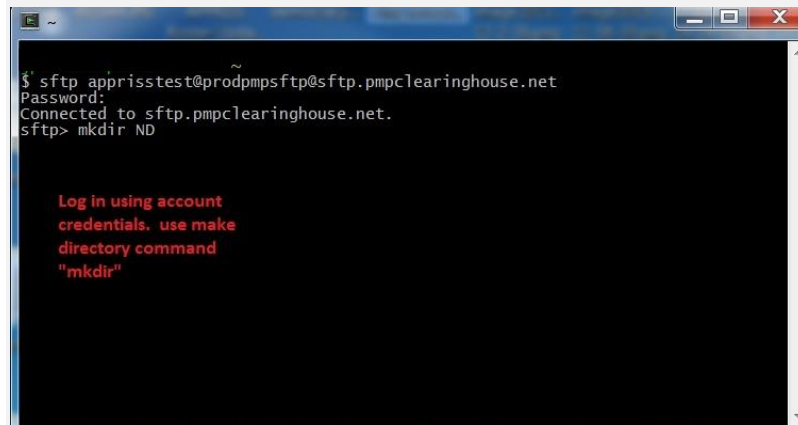 ~
~
$ sftp apprisstest@prodpmpsftp@sftp.pmpclearinghouse.net
Password:
Connected to sftp.pmpclearinghouse.net.
sftp> mkdir ND
Log in using account
credentials. use make
directory command
"mkdir"